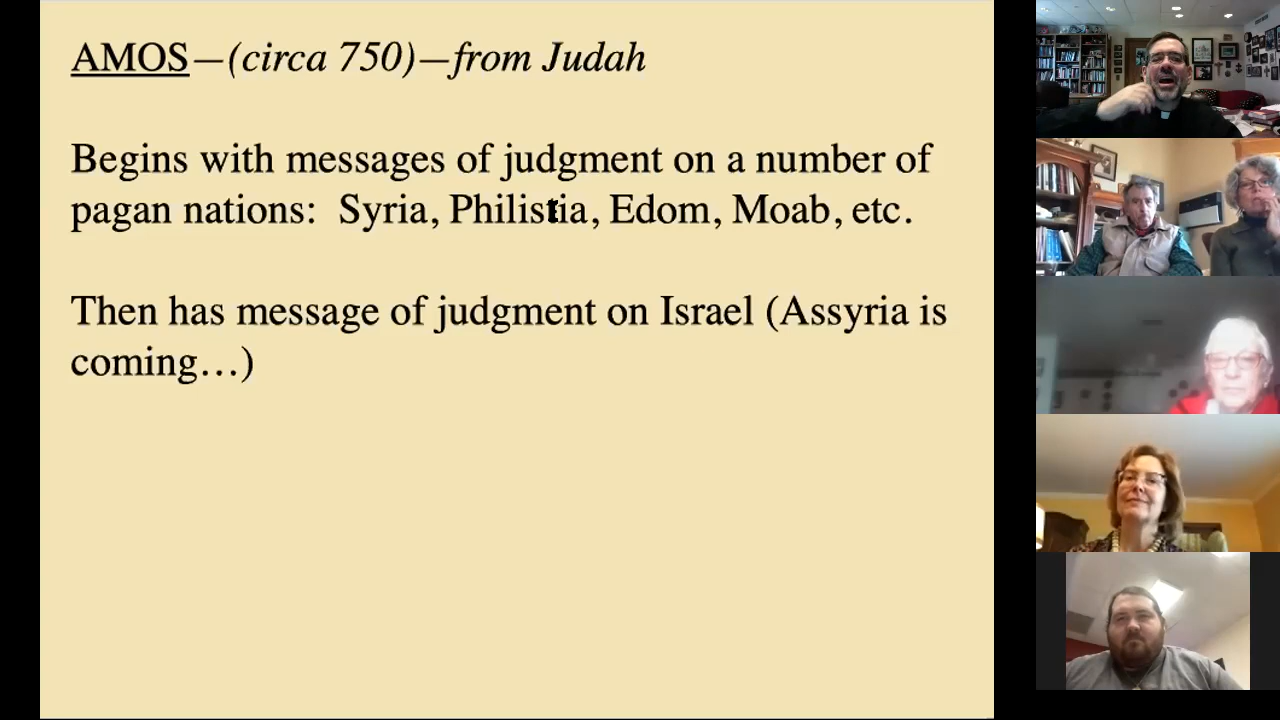 AMOS—(circa 750)—from Judah
Begins with messages of judgment on a number of
pagan nations:  Syria, Philistia, Edom, Moab, etc.
Then has message of judgment on Israel (Assyria is
coming…)